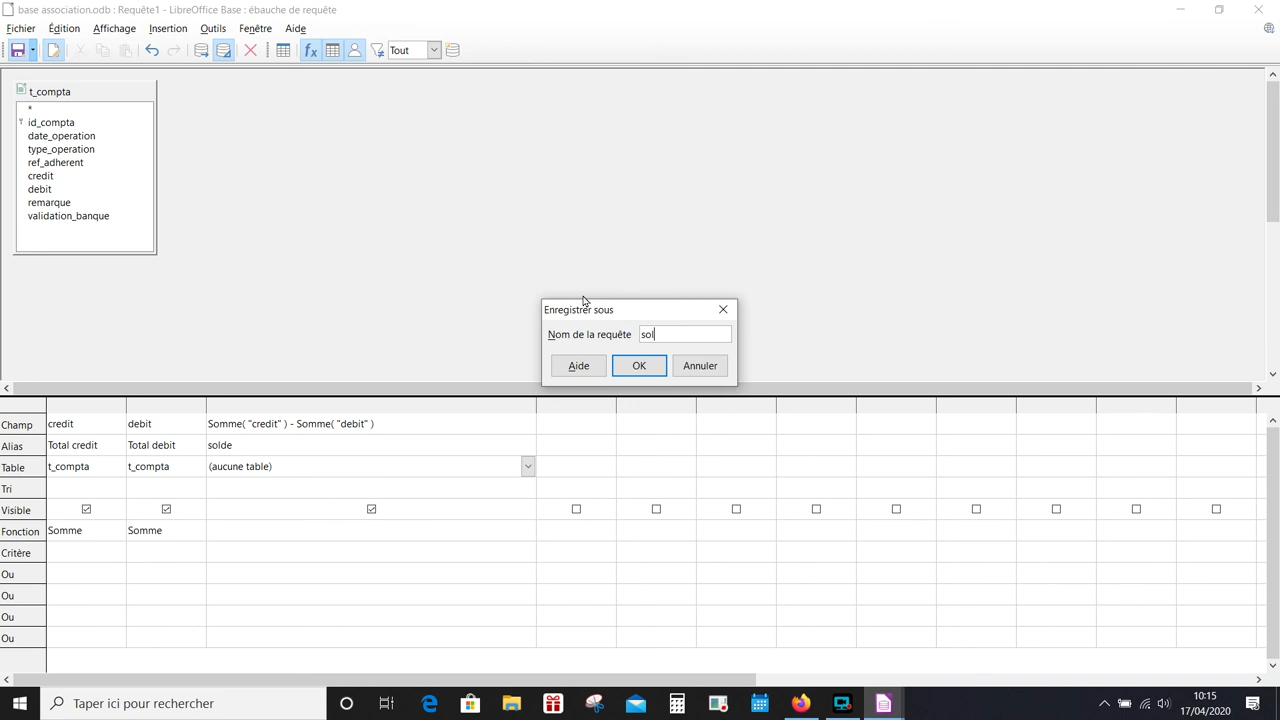 base association.odb : Requête1 - LibreOffice Base : ébauche de requête
Fichier Édition Affichage Insertion Outils Fenêtre Aide
Tout
t_compta
*
id_compta
date_operation
type_operation
ref_adherent
credit
debit
remarque
validation_banque
Enregistrer sous
Nom de la requête sol
Aide OK Annuler
Champ credit debit Somme( "credit" ) - Somme( "debit" )
Alias Total credit Total debit solde
Table t_compta t_compta (aucune table)
Tri
Visible
Fonction Somme Somme
Critère
Ou
Ou
Ou
Ou
Taper ici pour rechercher
10:15
17/04/2020